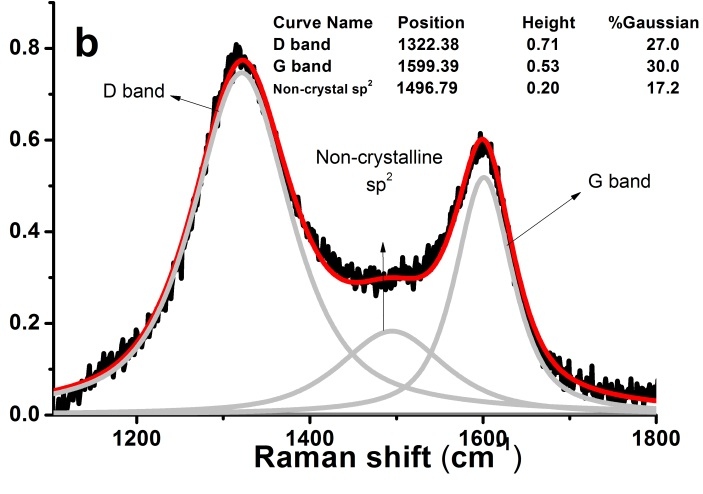 b
Curve Name Position Height %Gaussian
D band 1322.38 0.71 27.0
G band 1599.39 0.53 30.0
Non-crystal sp² 1496.79 0.20 17.2
D band
Non-crystalline
sp²
G band
0.8
0.6
0.4
0.2
0.0
1200 1400 1600 1800
Raman shift (cm⁻¹)